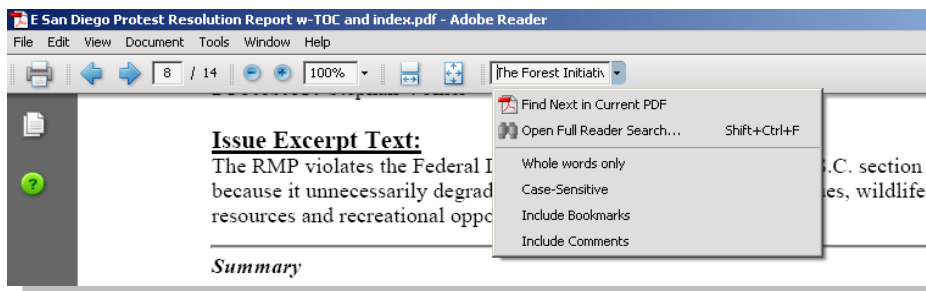 E San Diego Protest Resolution Report w-TOC and index.pdf - Adobe Reader
File Edit View Document Tools Window Help
8 / 14 100% The Forest Initiativ
Find Next in Current PDF
Open Full Reader Search... Shift+Ctrl+F
Whole words only
Case-Sensitive
Include Bookmarks
Include Comments
Issue Excerpt Text:
The RMP violates the Federal .C. section
because it unnecessarily degrad es, wildlife
resources and recreational oppo
Summary